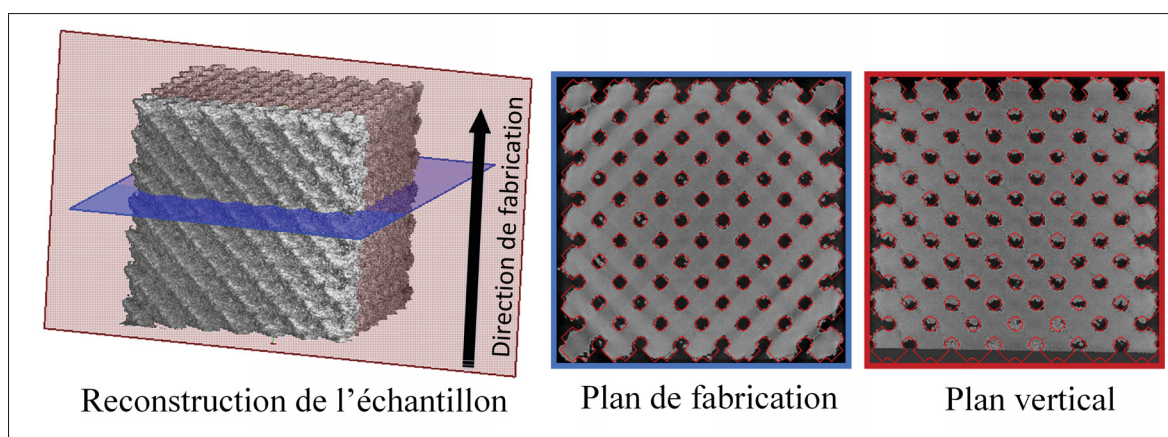 Direction de fabrication
Reconstruction de l’échantillon
Plan de fabrication
Plan vertical